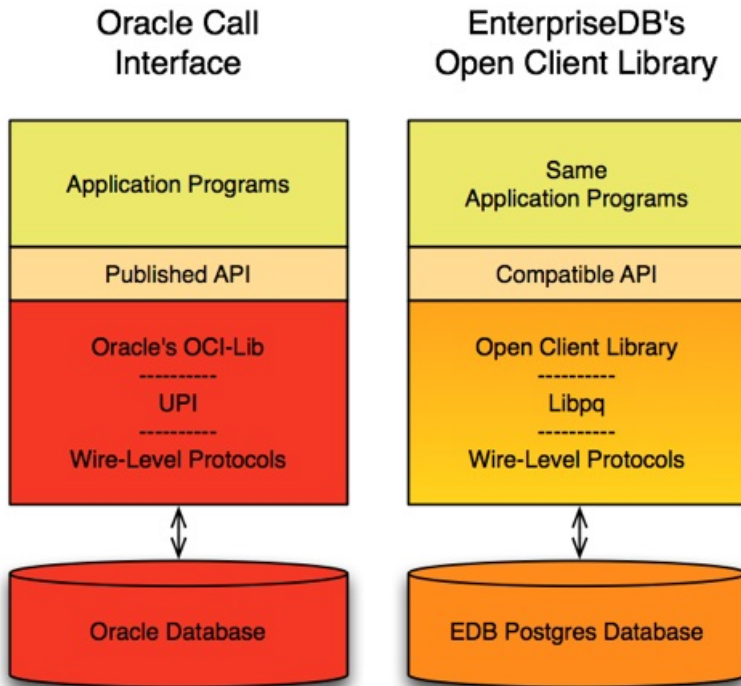 Oracle Call
Interface
Application Programs
Published API
Oracle's OCI-Lib
----------
UPI
----------
Wire-Level Protocols
Oracle Database
EnterpriseDB's
Open Client Library
Same
Application Programs
Compatible API
Open Client Library
----------
Libpq
----------
Wire-Level Protocols
EDB Postgres Database